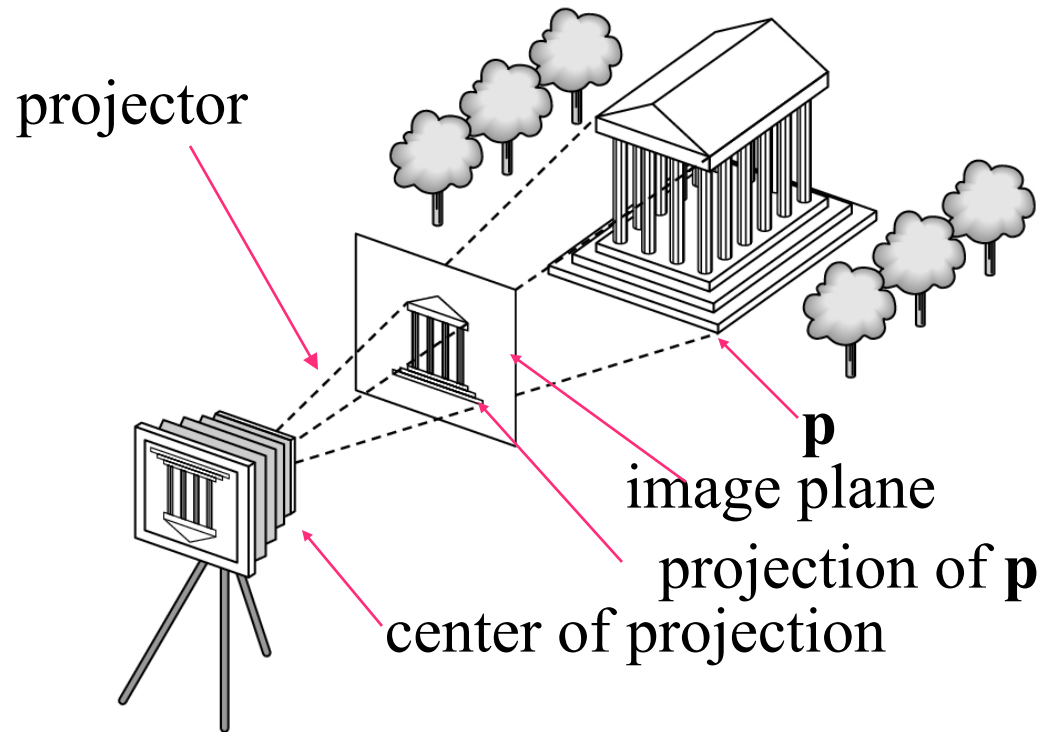 projector
p
image plane
projection of p
center of projection